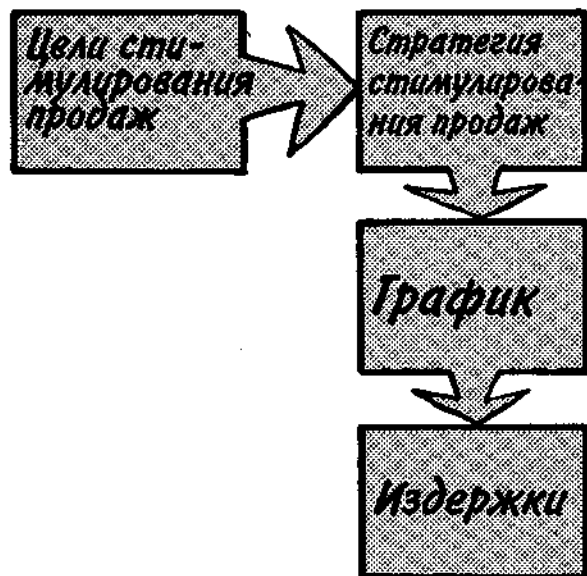 Цели сти-
мулирования
продаж
Стратегия
стимулирова
ния продаж
График
Издержки